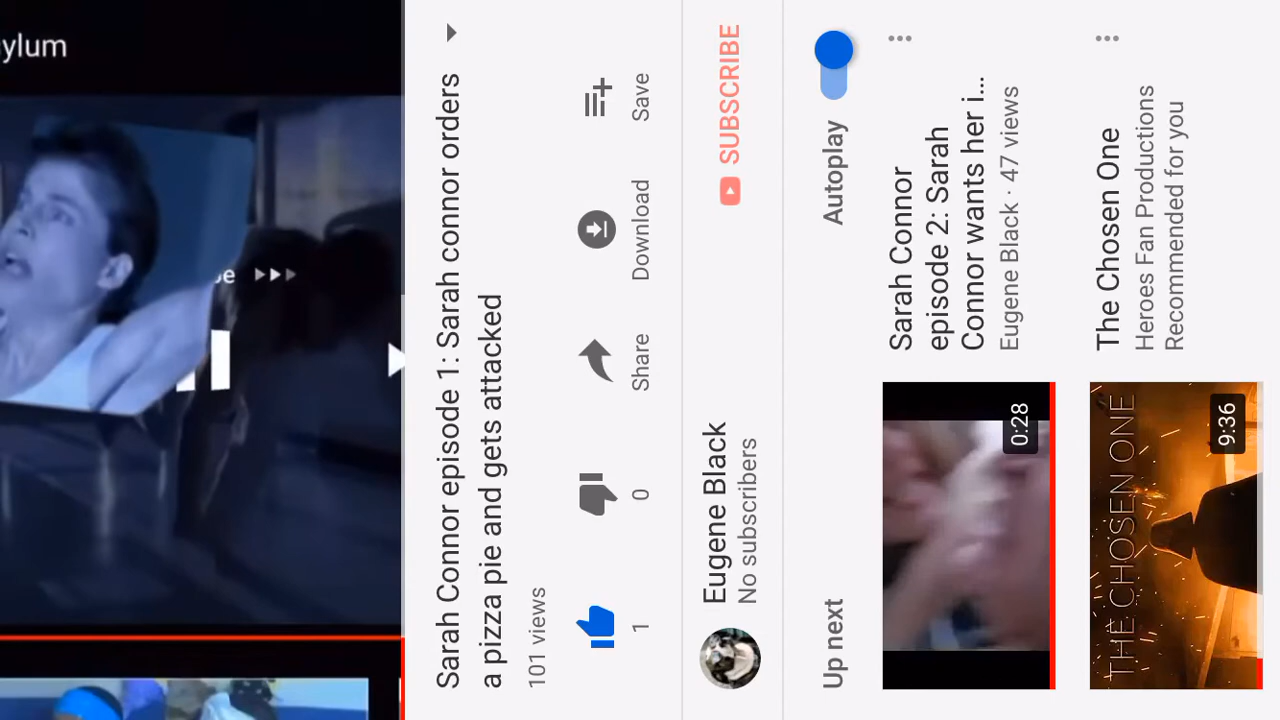 ylum
se
Sarah Connor episode 1: Sarah connor orders
a pizza pie and gets attacked
101 views
1
0
Share
Download
Save
Eugene Black
No subscribers
SUBSCRIBE
Up next
Autoplay
0:28
Sarah Connor
episode 2: Sarah
Connor wants her i...
Eugene Black · 47 views
THE CHOSEN ONE
9:36
The Chosen One
Heroes Fan Productions
Recommended for you